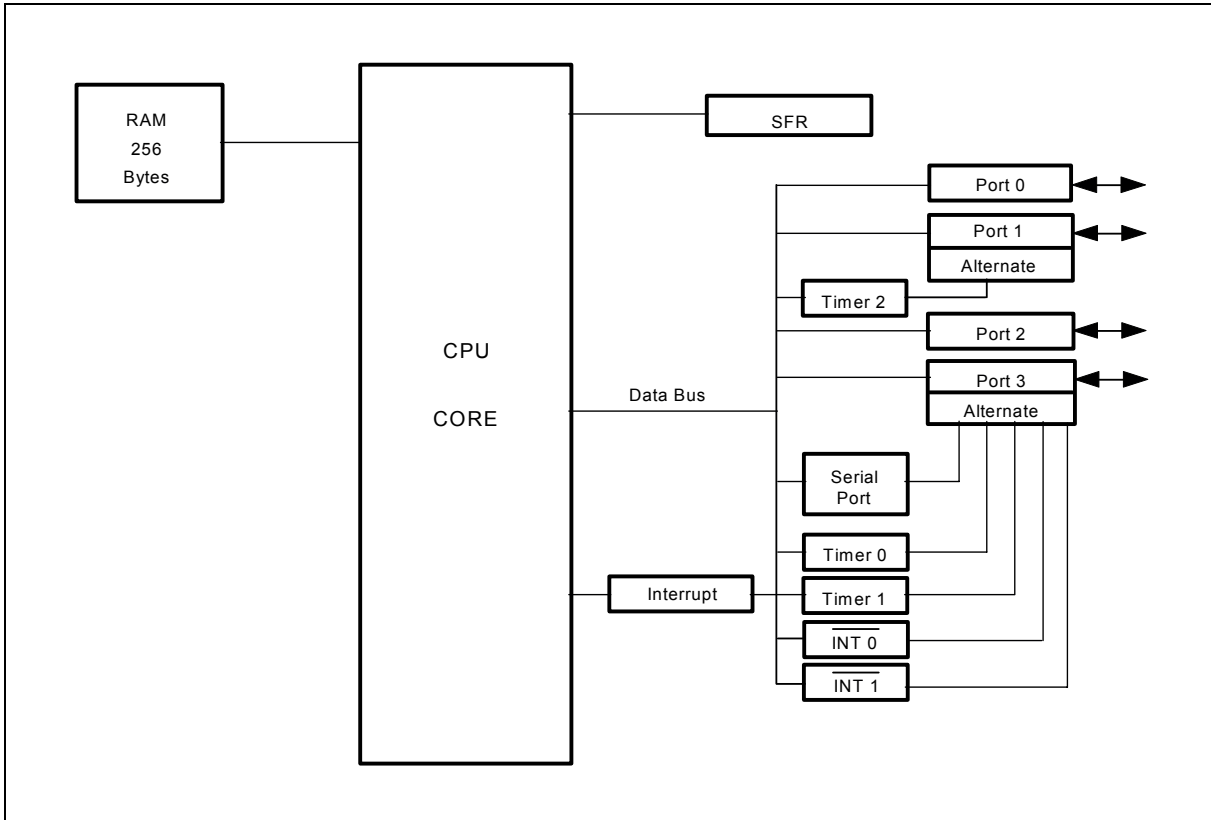 RAM
256
Bytes
CPU
CORE
SFR
Port 0
Port 1
Alternate
Timer 2
Port 2
Port 3
Alternate
Data Bus
Serial
Port
Timer 0
Interrupt
Timer 1
INT 0
INT 1